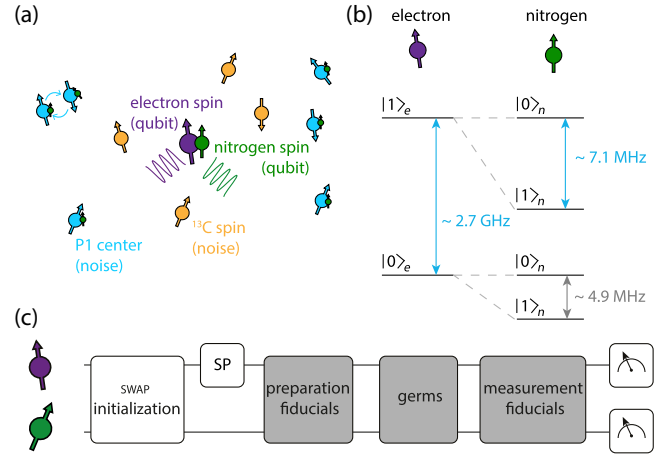 (a)
electron spin
(qubit)
nitrogen spin
(qubit)
P1 center
(noise)
¹³C spin
(noise)
(b)
electron
nitrogen
|1⟩e
|0⟩n
~ 7.1 MHz
|1⟩n
~ 2.7 GHz
|0⟩e
|0⟩n
~ 4.9 MHz
|1⟩n
(c)
SWAP
initialization
SP
preparation
fiducials
germs
measurement
fiducials